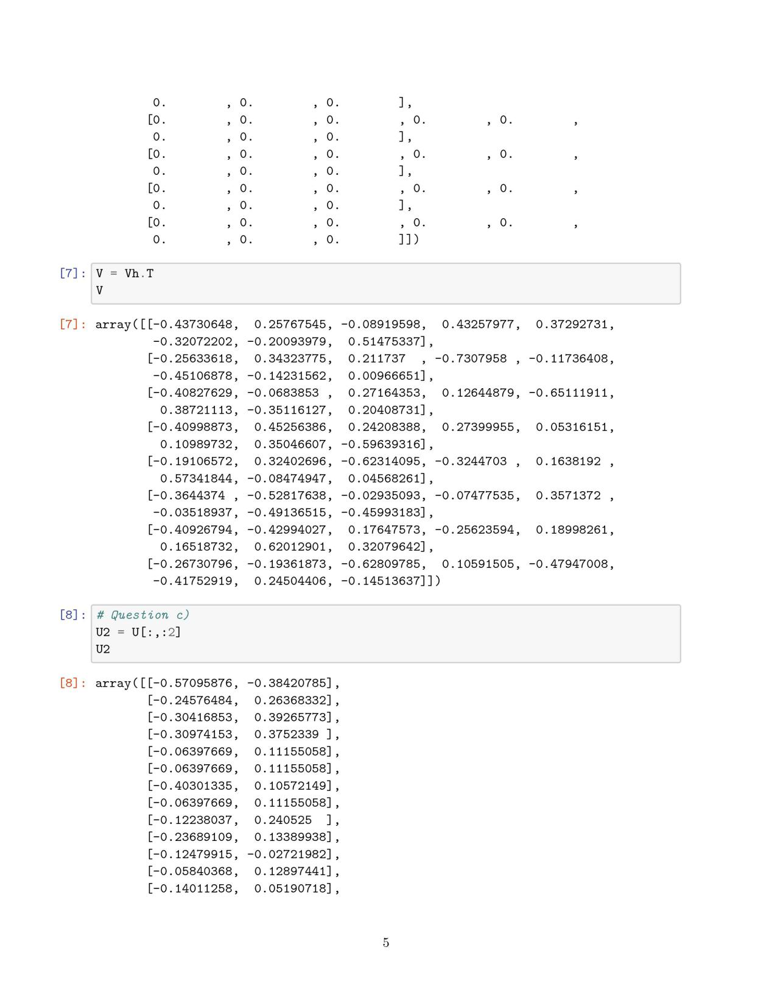 0. , 0. , 0. ],
[0. , 0. , 0. , 0. , 0. ,
0. , 0. , 0. ],
[0. , 0. , 0. , 0. , 0. ,
0. , 0. , 0. ],
[0. , 0. , 0. , 0. , 0. ,
0. , 0. , 0. ],
[0. , 0. , 0. , 0. , 0. ,
0. , 0. , 0. ]])
[7]: V = Vh.T
V
[7]: array([[-0.43730648, 0.25767545, -0.08919598, 0.43257977, 0.37292731,
-0.32072202, -0.20093979, 0.51475337],
[-0.25633618, 0.34323775, 0.211737 , -0.7307958 , -0.11736408,
-0.45106878, -0.14231562, 0.00966651],
[-0.40827629, -0.0683853 , 0.27164353, 0.12644879, -0.65111911,
0.38721113, -0.35116127, 0.20408731],
[-0.40998873, 0.45256386, 0.24208388, 0.27399955, 0.05316151,
0.10989732, 0.35046607, -0.59639316],
[-0.19106572, 0.32402696, -0.62314095, -0.3244703 , 0.1638192 ,
0.57341844, -0.08474947, 0.04568261],
[-0.3644374 , -0.52817638, -0.02935093, -0.07477535, 0.3571372 ,
-0.03518937, -0.49136515, -0.45993183],
[-0.40926794, -0.42994027, 0.17647573, -0.25623594, 0.18998261,
0.16518732, 0.62012901, 0.32079642],
[-0.26730796, -0.19361873, -0.62809785, 0.10591505, -0.47947008,
-0.41752919, 0.24504406, -0.14513637]])
[8]: # Question c)
U2 = U[:,:2]
U2
[8]: array([[-0.57095876, -0.38420785],
[-0.24576484, 0.26368332],
[-0.30416853, 0.39265773],
[-0.30974153, 0.3752339 ],
[-0.06397669, 0.11155058],
[-0.06397669, 0.11155058],
[-0.40301335, 0.10572149],
[-0.06397669, 0.11155058],
[-0.12238037, 0.240525 ],
[-0.23689109, 0.13389938],
[-0.12479915, -0.02721982],
[-0.05840368, 0.12897441],
[-0.14011258, 0.05190718],
5